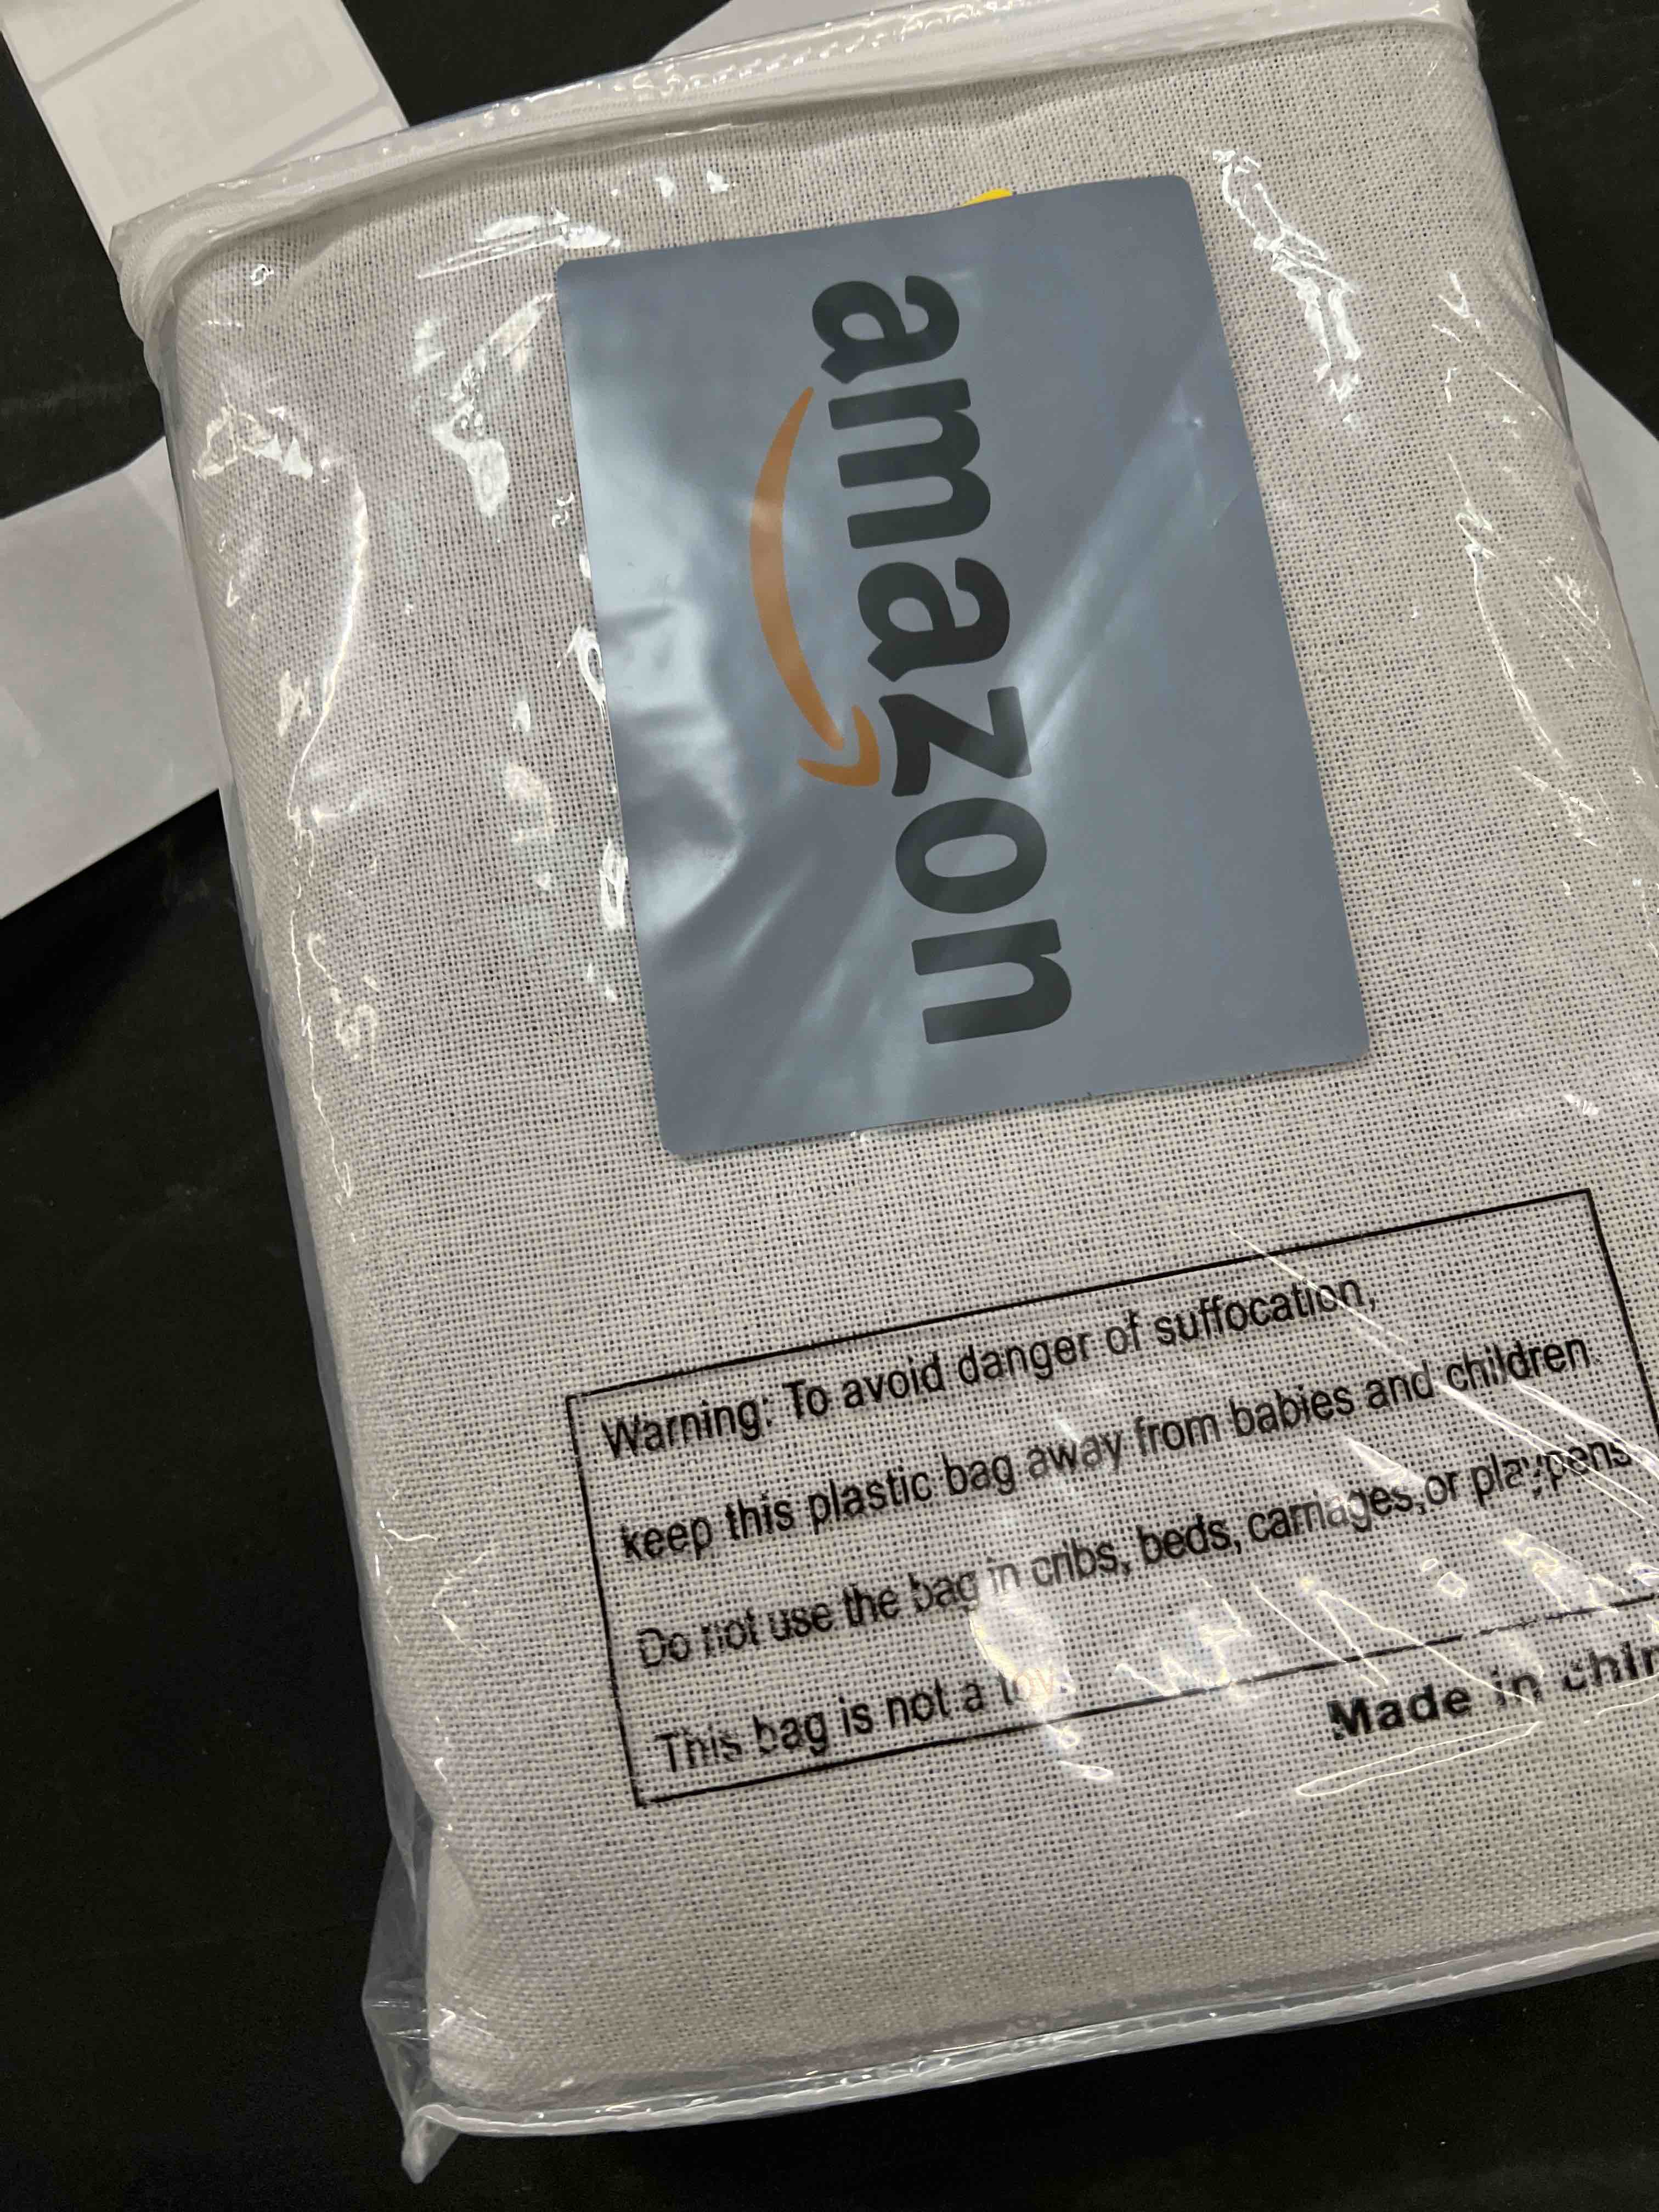 amazon
Warning: To avoid danger of suffocation,
keep this plastic bag away from babies and children.
Do not use the bag in cribs, beds, carriages,or playpens
This bag is not a toy.
Made in